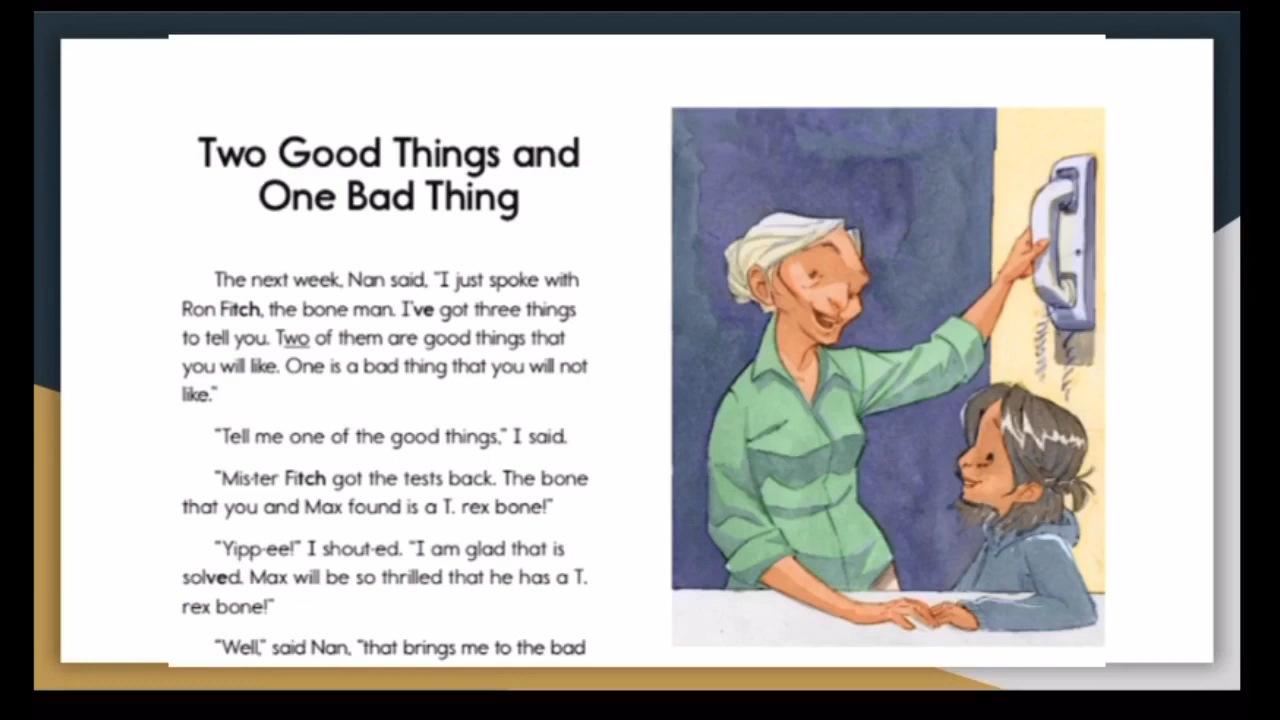 Two Good Things and
One Bad Thing
The next week, Nan said, "I just spoke with
Ron Fitch, the bone man. I've got three things
to tell you. Two of them are good things that
you will like. One is a bad thing that you will not
like."
"Tell me one of the good things," I said.
"Mis·ter Fitch got the tests back. The bone
that you and Max found is a T. rex bone!"
"Yipp·ee!" I shout·ed. "I am glad that is
solved. Max will be so thrilled that he has a T.
rex bone!"
"Well," said Nan, "that brings me to the bad